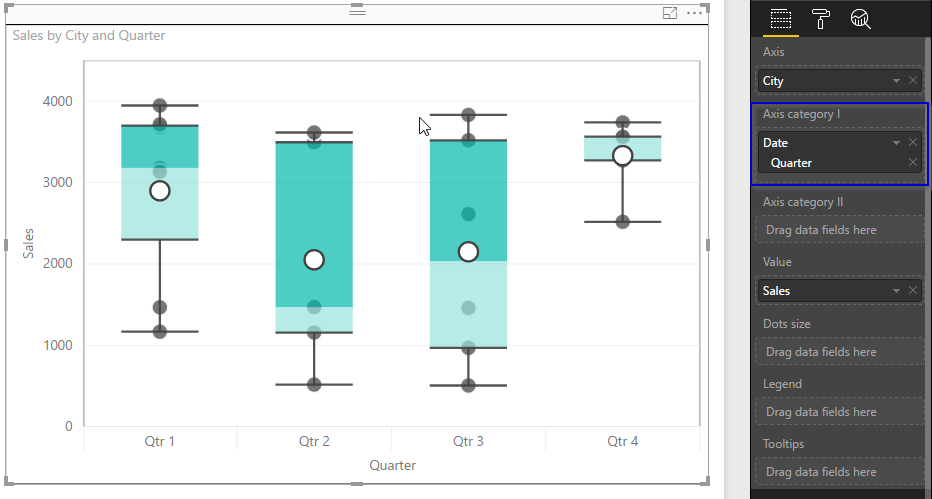 Sales by City and Quarter
4000
3000
2000
1000
0
Sales
Qtr 1
Qtr 2
Qtr 3
Qtr 4
Quarter
Axis
City
Axis category I
Date
Quarter
Axis category II
Drag data fields here
Value
Sales
Dots size
Drag data fields here
Legend
Drag data fields here
Tooltips
Drag data fields here